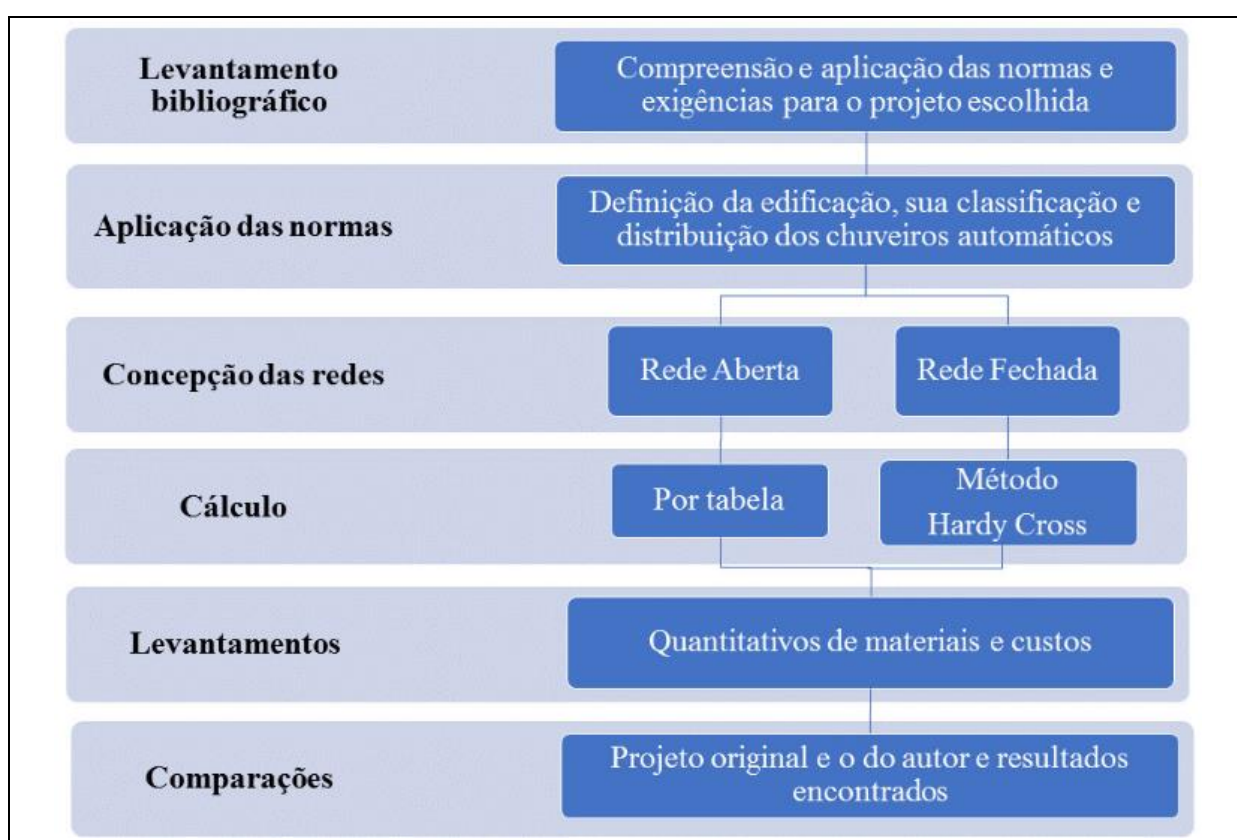 Levantamento
bibliográfico
Compreensão e aplicação das normas e
exigências para o projeto escolhida
Aplicação das normas
Definição da edificação, sua classificação e
distribuição dos chuveiros automáticos
Concepção das redes
Rede Aberta
Rede Fechada
Cálculo
Por tabela
Método
Hardy Cross
Levantamentos
Quantitativos de materiais e custos
Comparações
Projeto original e o do autor e resultados
encontrados